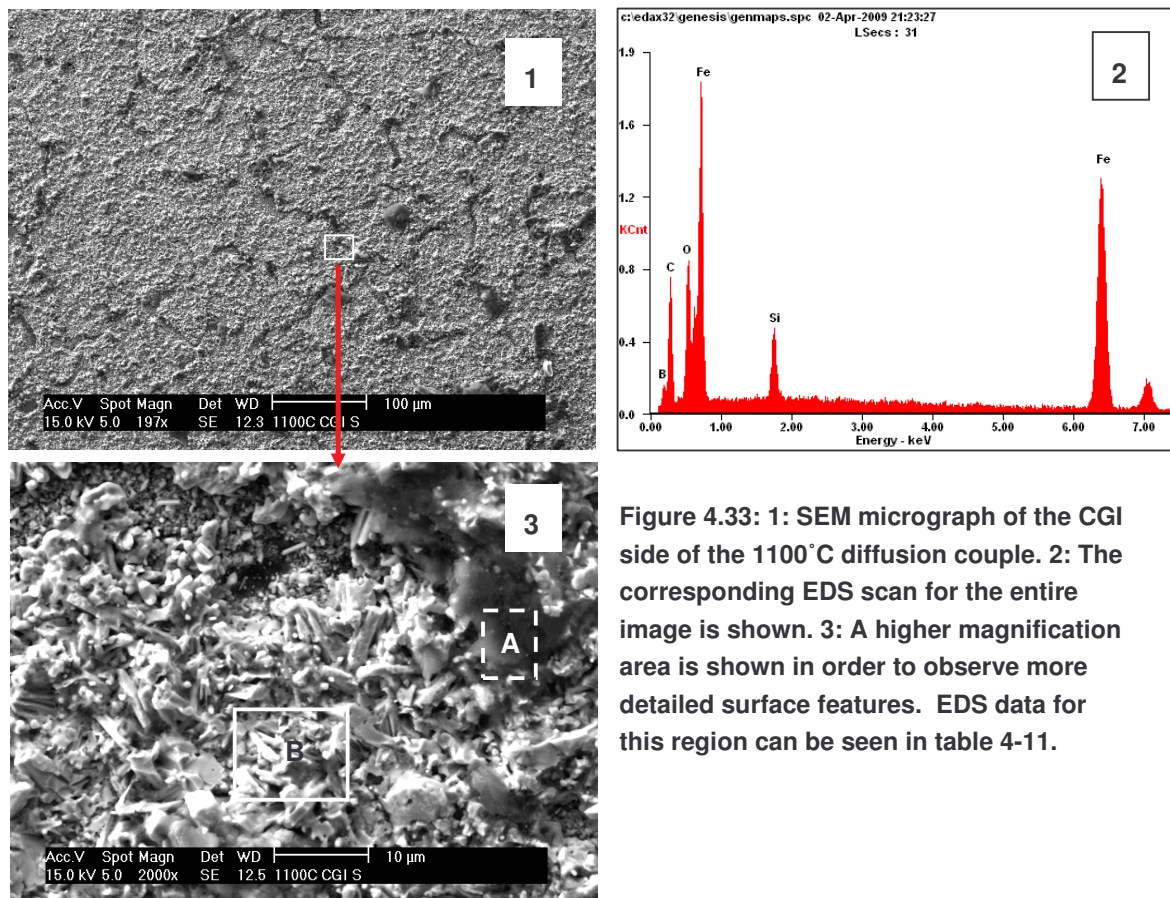 1
Acc.V Spot Magn Det WD 100 µm
15.0 kV 5.0 197x SE 12.3 1100C CGI S
c:\edax32\genesis\genmaps.spc 02-Apr-2009 21:23:27
LSecs : 31
2
1.9
1.6
1.2
KCnt
0.8
0.4
0.0
B
C
O
Fe
Si
Fe
0.00 1.00 2.00 3.00 4.00 5.00 6.00 7.00
Energy - keV
3
A
B
Acc.V Spot Magn Det WD 10 µm
15.0 kV 5.0 2000x SE 12.5 1100C CGI S
Figure 4.33: 1: SEM micrograph of the CGI
side of the 1100˚C diffusion couple. 2: The
corresponding EDS scan for the entire
image is shown. 3: A higher magnification
area is shown in order to observe more
detailed surface features. EDS data for
this region can be seen in table 4-11.